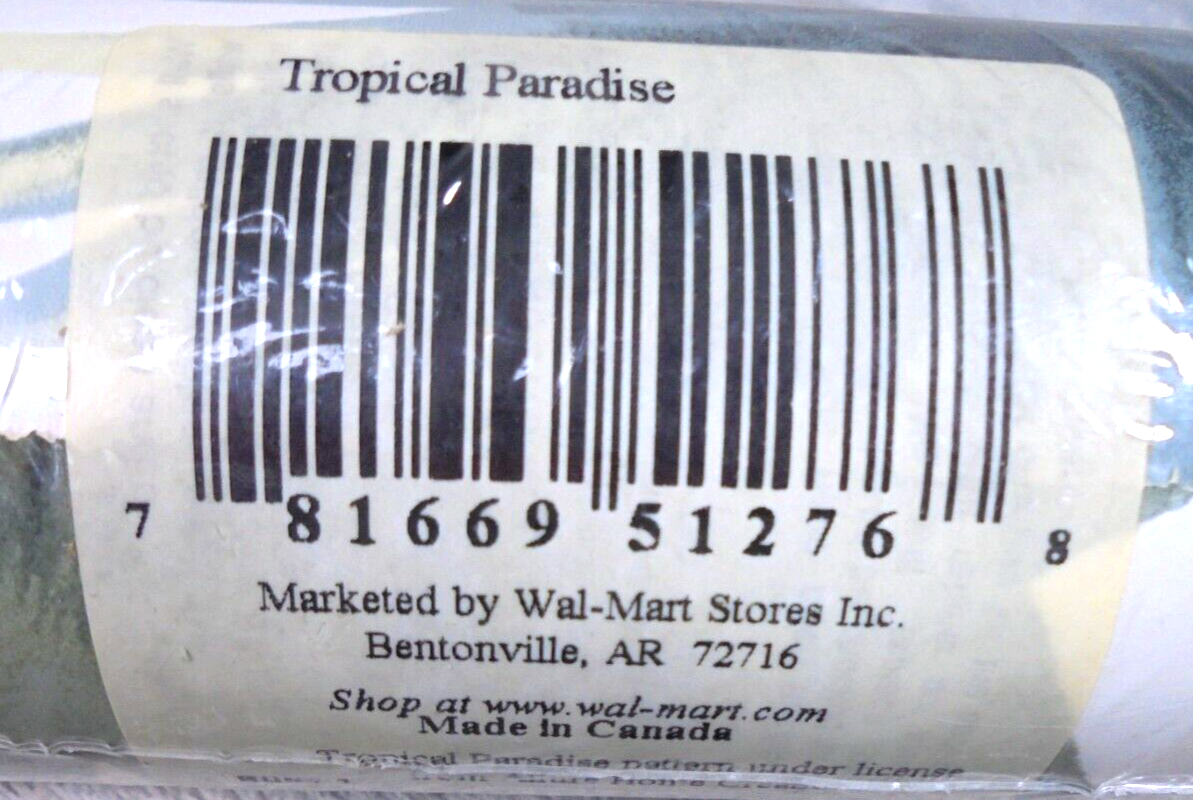 Tropical Paradise
7 81669 51276 8
Marketed by Wal-Mart Stores Inc.
Bentonville, AR 72716
Shop at www.wal-mart.com
Made in Canada
Tropical Paradise pattern under license